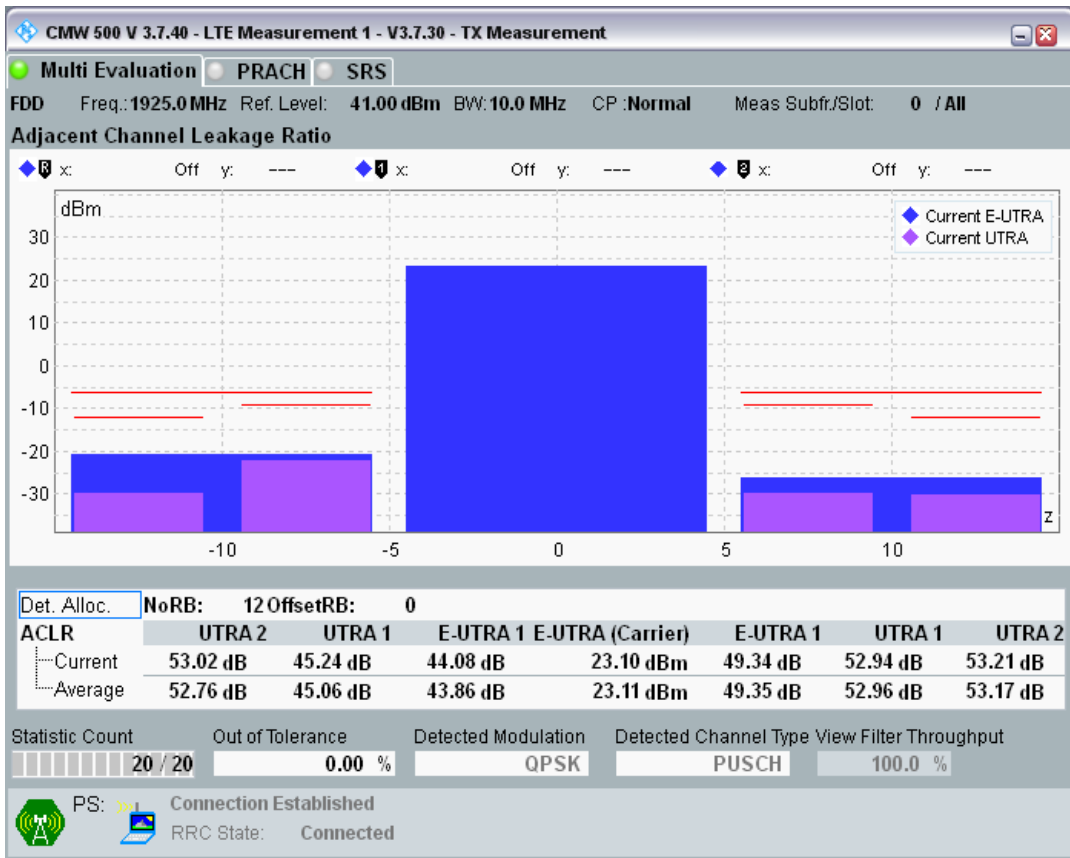 CMW 500 V 3.7.40 - LTE Measurement 1 - V3.7.30 - TX Measurement
Multi Evaluation PRACH SRS
FDD Freq.: 1925.0 MHz Ref. Level: 41.00 dBm BW: 10.0 MHz CP : Normal Meas Subfr./Slot: 0 / All
Adjacent Channel Leakage Ratio
R x: Off y: --- 1 x: Off y: --- 2 x: Off y: ---
dBm
Current E-UTRA
Current UTRA
30
20
10
0
-10
-20
-30
z
-10 -5 0 5 10
Det. Alloc. NoRB: 12 OffsetRB: 0
ACLR UTRA 2 UTRA 1 E-UTRA 1 E-UTRA (Carrier) E-UTRA 1 UTRA 1 UTRA 2
Current 53.02 dB 45.24 dB 44.08 dB 23.10 dBm 49.34 dB 52.94 dB 53.21 dB
Average 52.76 dB 45.06 dB 43.86 dB 23.11 dBm 49.35 dB 52.96 dB 53.17 dB
Statistic Count Out of Tolerance Detected Modulation Detected Channel Type View Filter Throughput
20 / 20 0.00 % QPSK PUSCH 100.0 %
PS: Connection Established
RRC State: Connected